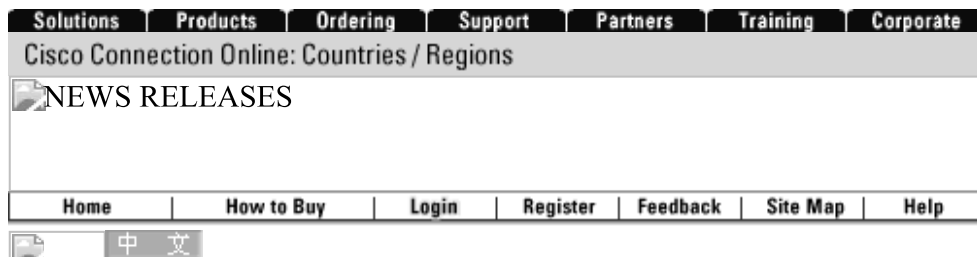 Solutions Products Ordering Support Partners Training Corporate
Cisco Connection Online: Countries / Regions
NEWS RELEASES
Home | How to Buy | Login | Register | Feedback | Site Map | Help
中 文